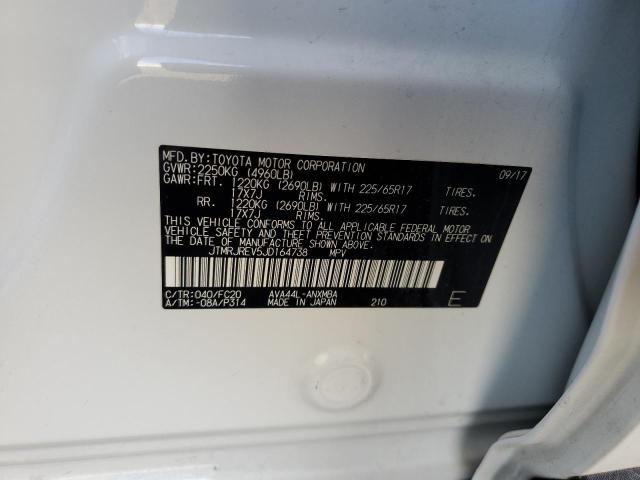 MFD.BY:TOYOTA MOTOR CORPORATION 09/17
GVWR:2250KG (4960LB)
GAWR:FRT. 1220KG (2690LB) WITH 225/65R17 TIRES.
17X7J RIMS.
RR. 1220KG (2690LB) WITH 225/65R17 TIRES.
17X7J RIMS.
THIS VEHICLE CONFORMS TO ALL APPLICABLE FEDERAL MOTOR
VEHICLE SAFETY AND THEFT PREVENTION STANDARDS IN EFFECT ON
THE DATE OF MANUFACTURE SHOWN ABOVE.
JTMRJREV5JD164738 MPV
C/TR:040/FC20 AVA44L-ANXMBA
A/TM:-08A/P314 MADE IN JAPAN 210 E